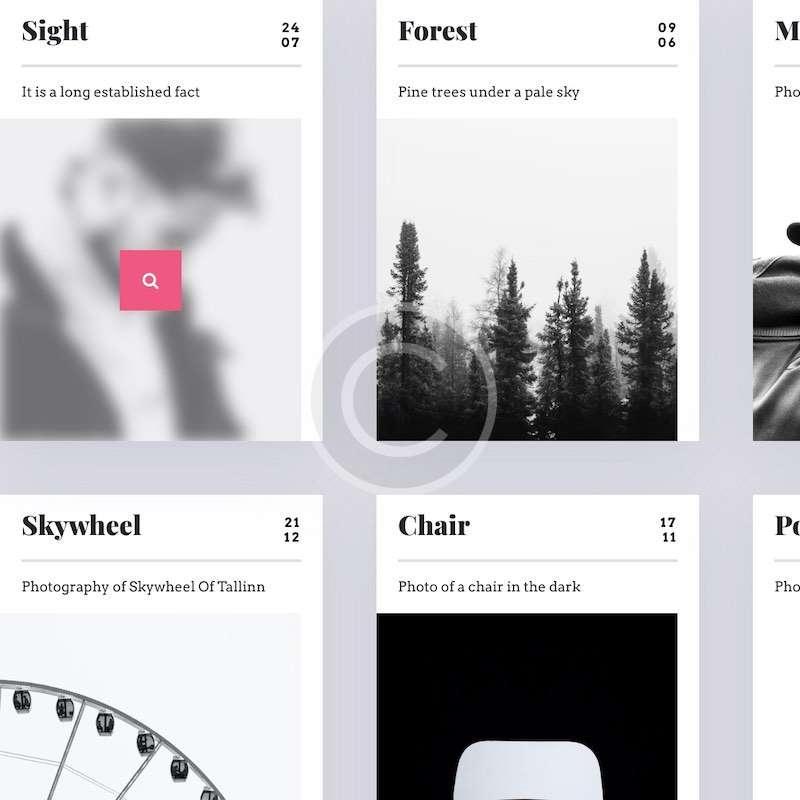 Sight
24
07
It is a long established fact
Forest
09
06
Pine trees under a pale sky
M
Pho
Skywheel
21
12
Photography of Skywheel Of Tallinn
Chair
17
11
Photo of a chair in the dark
Po
Pho
C